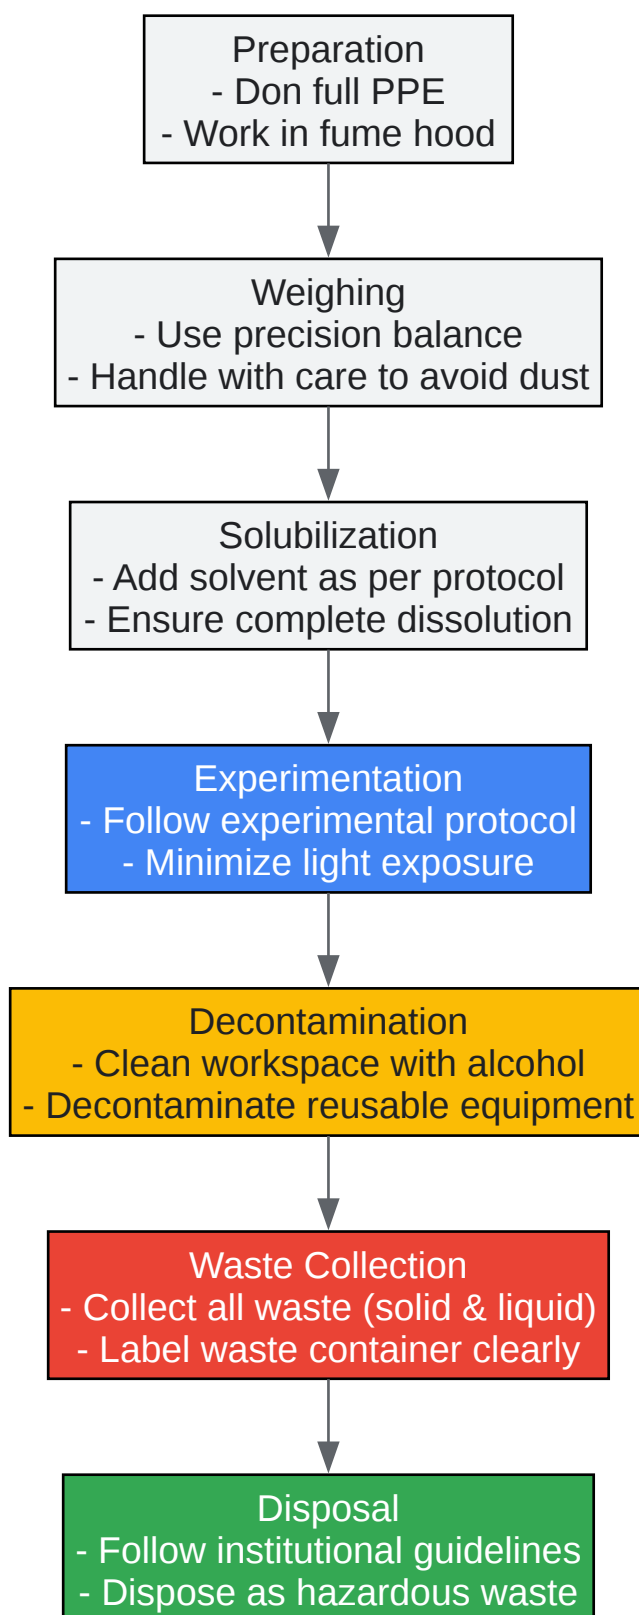 Preparation
- Don full PPE
- Work in fume hood
Weighing
- Use precision balance
- Handle with care to avoid dust
Solubilization
- Add solvent as per protocol
- Ensure complete dissolution
Experimentation
- Follow experimental protocol
- Minimize light exposure
Decontamination
- Clean workspace with alcohol
- Decontaminate reusable equipment
Waste Collection
- Collect all waste (solid & liquid)
- Label waste container clearly
Disposal
- Follow institutional guidelines
- Dispose as hazardous waste